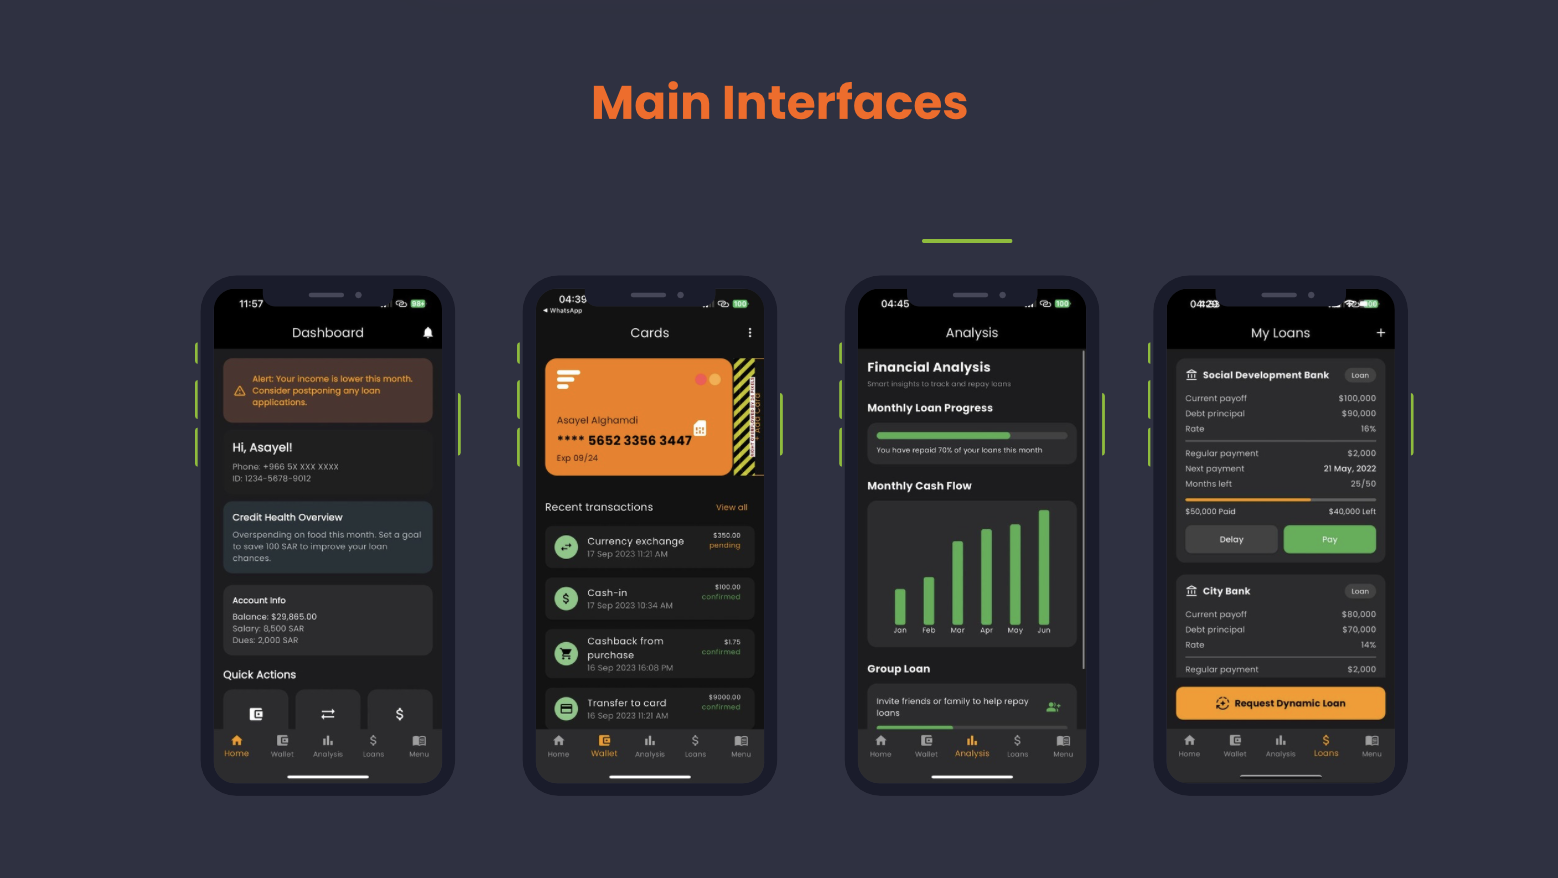 Main Interfaces
11:57
98+
Dashboard
Alert: Your income is lower this month.
Consider postponing any loan
applications.
Hi, Asayel!
Phone: +966 5X XXX XXXX
ID: 1234-5678-9012
Credit Health Overview
Overspending on food this month. Set a goal
to save 100 SAR to improve your loan
chances.
Account Info
Balance: $29,865.00
Salary: 8,500 SAR
Dues: 2,000 SAR
Quick Actions
Home Wallet Analysis Loans Menu
04:39
100
◄ WhatsApp
Cards
Asayel Alghamdi
**** 5652 3356 3447
Exp 09/24
+ Add Card
Recent transactions View all
Currency exchange $350.00
17 Sep 2023 11:21 AM pending
Cash-in $100.00
17 Sep 2023 10:34 AM confirmed
Cashback from
purchase $1.75
16 Sep 2023 16:08 PM confirmed
Transfer to card $9000.00
16 Sep 2023 11:21 AM confirmed
Home Wallet Analysis Loans Menu
04:45
100
Analysis
Financial Analysis
Smart insights to track and repay loans
Monthly Loan Progress
You have repaid 70% of your loans this month
Monthly Cash Flow
Jan Feb Mar Apr May Jun
Group Loan
Invite friends or family to help repay
loans
Home Wallet Analysis Loans Menu
My Loans +
Social Development Bank Loan
Current payoff $100,000
Debt principal $90,000
Rate 16%
Regular payment $2,000
Next payment 21 May, 2022
Months left 25/50
$50,000 Paid $40,000 Left
Delay Pay
City Bank Loan
Current payoff $80,000
Debt principal $70,000
Rate 14%
Regular payment $2,000
Request Dynamic Loan
Home Wallet Analysis Loans Menu